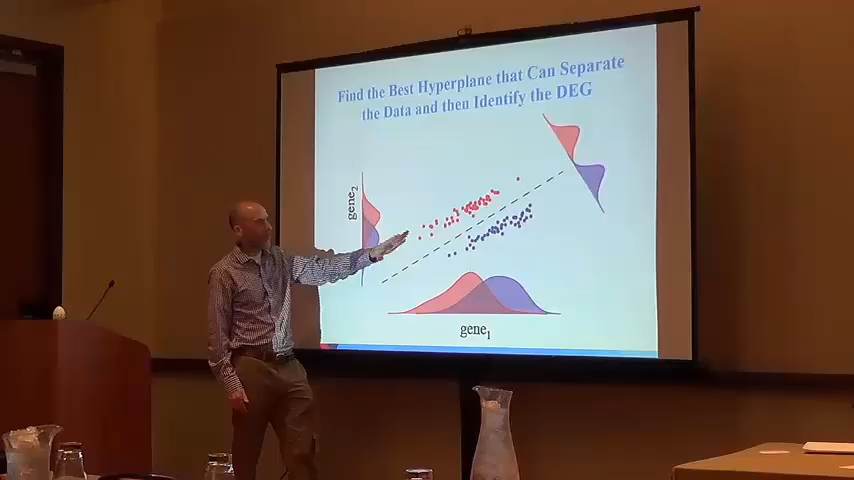 Find the Best Hyperplane that Can Separate
the Data and then Identify the DEG
gene2
gene1